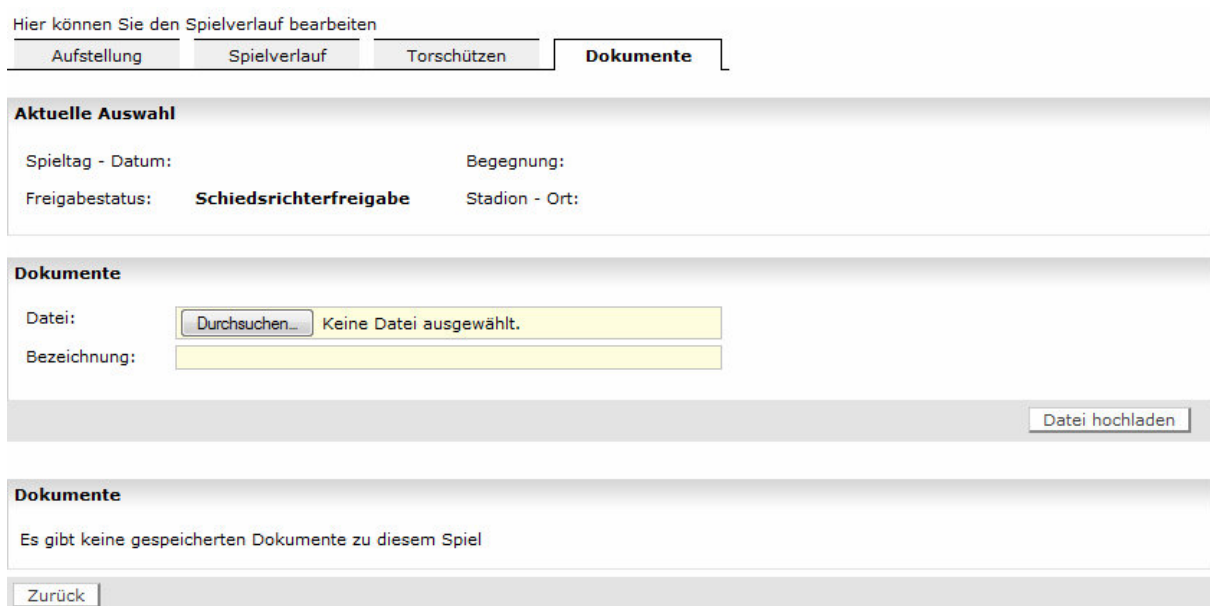 Hier können Sie den Spielverlauf bearbeiten
Aufstellung Spielverlauf Torschützen Dokumente
Aktuelle Auswahl
Spieltag - Datum: Begegnung:
Freigabestatus: Schiedsrichterfreigabe Stadion - Ort:
Dokumente
Datei: Durchsuchen... Keine Datei ausgewählt.
Bezeichnung:
Datei hochladen
Dokumente
Es gibt keine gespeicherten Dokumente zu diesem Spiel
Zurück